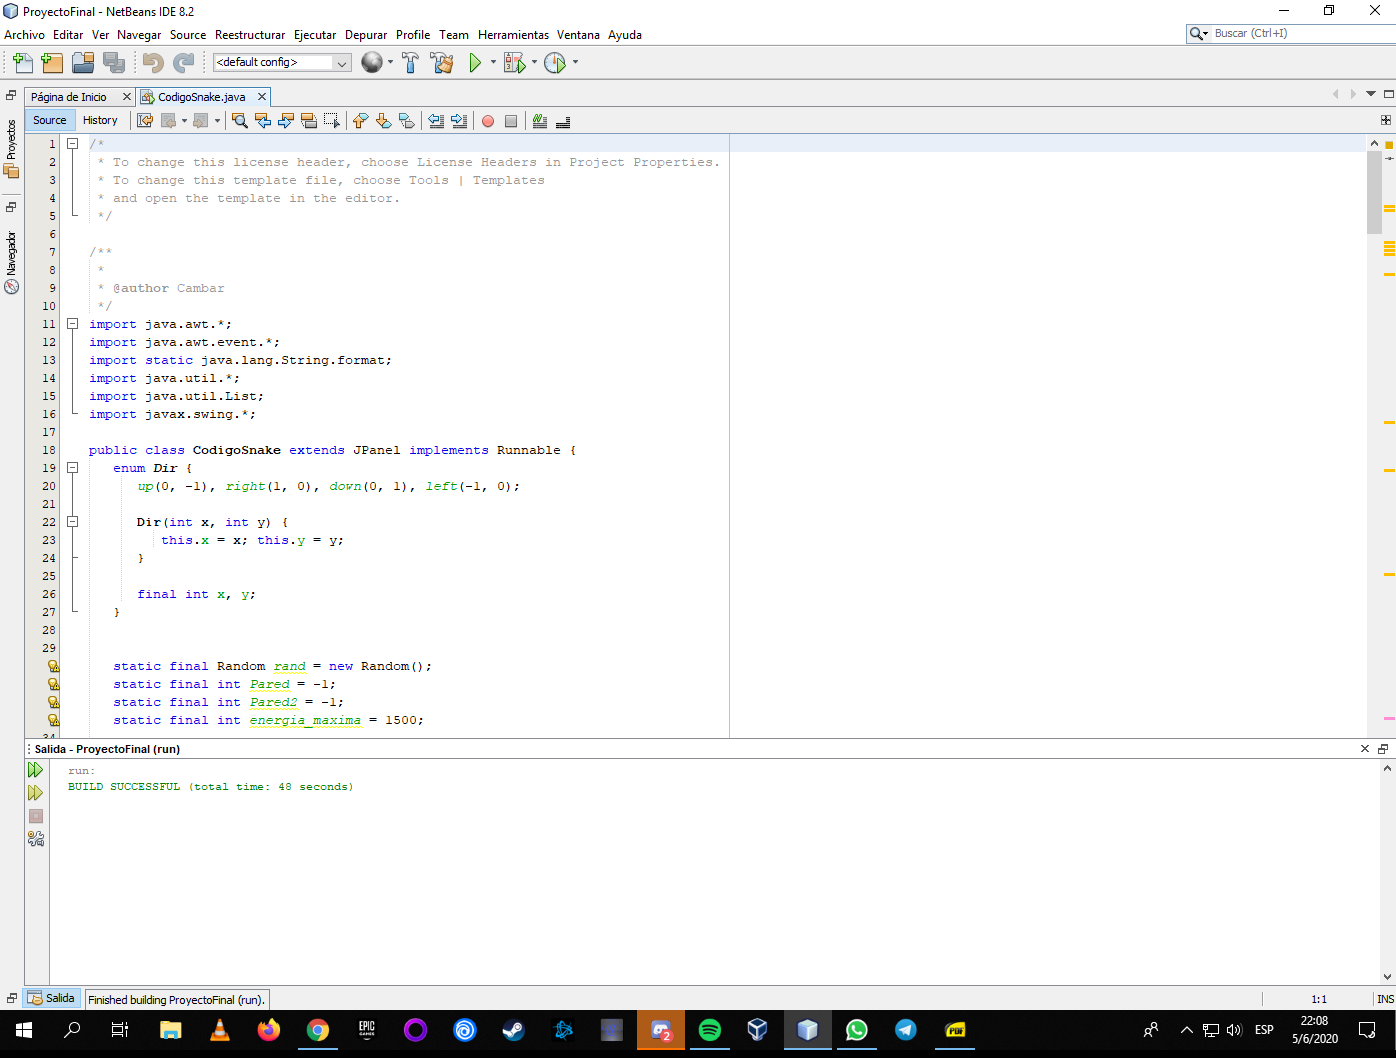 ProyectoFinal - NetBeans IDE 8.2
Archivo Editar Ver Navegar Source Reestructurar Ejecutar Depurar Profile Team Herramientas Ventana Ayuda
Buscar (Ctrl+I)
<default config>
Página de Inicio
CodigoSnake.java
Source History
Proyectos
Navegador
1 /*
2 * To change this license header, choose License Headers in Project Properties.
3 * To change this template file, choose Tools | Templates
4 * and open the template in the editor.
5 */
6
7 /**
8 *
9 * @author Cambar
10 */
11 import java.awt.*;
12 import java.awt.event.*;
13 import static java.lang.String.format;
14 import java.util.*;
15 import java.util.List;
16 import javax.swing.*;
17
18 public class CodigoSnake extends JPanel implements Runnable {
19 enum Dir {
20 up(0, -1), right(1, 0), down(0, 1), left(-1, 0);
21
22 Dir(int x, int y) {
23 this.x = x; this.y = y;
24 }
25
26 final int x, y;
27 }
28
29
static final Random rand = new Random();
static final int Pared = -1;
static final int Pared2 = -1;
static final int energia_maxima = 1500;
34
Salida - ProyectoFinal (run)
run:
BUILD SUCCESSFUL (total time: 48 seconds)
Salida
Finished building ProyectoFinal (run).
1:1
INS
EPIC
GAMES
2
PDF
ESP
22:08
5/6/2020